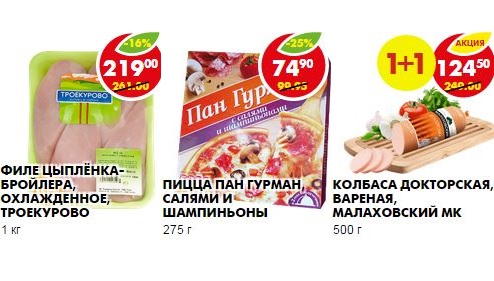 -16%
219 00
261.00
ТРОЕКУРОВО
ФИЛЕ ЦЫПЛЁНКА-
БРОЙЛЕРА,
ОХЛАЖДЕННОЕ,
ТРОЕКУРОВО
1 кг
-25%
74 90
99.95
Пан Гурман
с салями
и шампиньонами
ПИЦЦА ПАН ГУРМАН,
САЛЯМИ И
ШАМПИНЬОНЫ
275 г
1+1
АКЦИЯ
124 50
249.00
КОЛБАСА ДОКТОРСКАЯ,
ВАРЕНАЯ,
МАЛАХОВСКИЙ МК
500 г